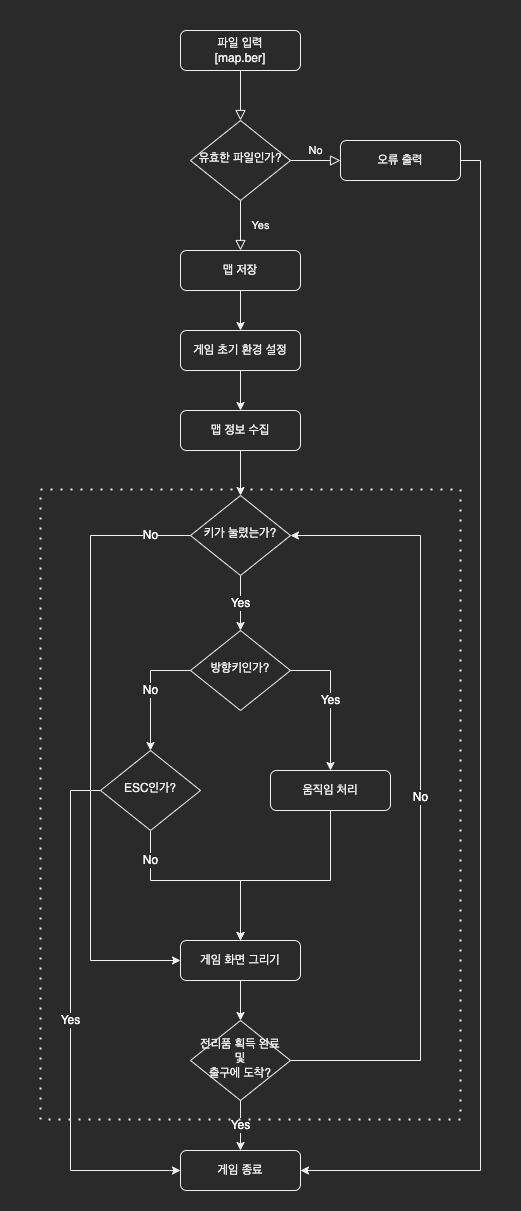 파일 입력
[map.ber]
유효한 파일인가?
No
오류 출력
Yes
맵 저장
게임 초기 환경 설정
맵 정보 수집
키가 눌렸는가?
No
Yes
방향키인가?
No
Yes
ESC인가?
움직임 처리
No
No
게임 화면 그리기
Yes
전리품 획득 완료
및
출구에 도착?
Yes
게임 종료